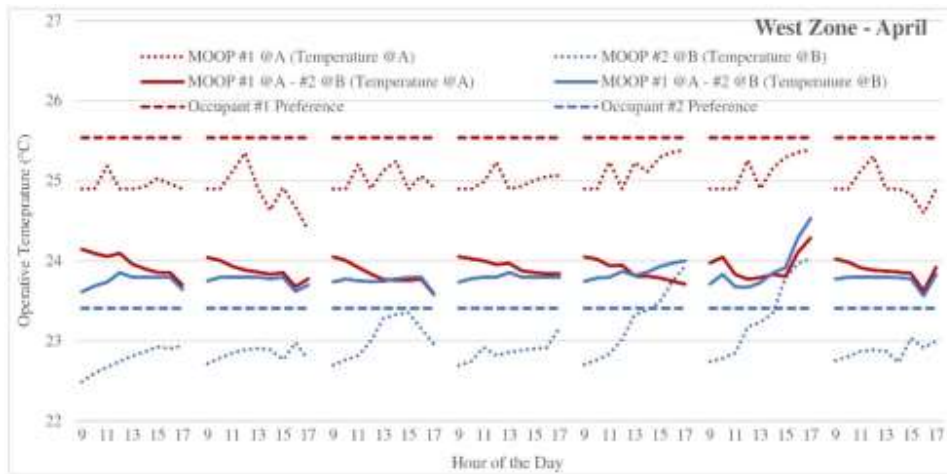 27
West Zone - April
MOOP #1 @A (Temperature @A)
MOOP #2 @B (Temperature @B)
MOOP #1 @A - #2 @B (Temperature @A)
MOOP #1 @A - #2 @B (Temperature @B)
Occupant #1 Preference
Occupant #2 Preference
26
25
24
23
22
Operative Temeprature (°C)
9 11 13 15 17 9 11 13 15 17 9 11 13 15 17 9 11 13 15 17 9 11 13 15 17 9 11 13 15 17 9 11 13 15 17
Hour of the Day